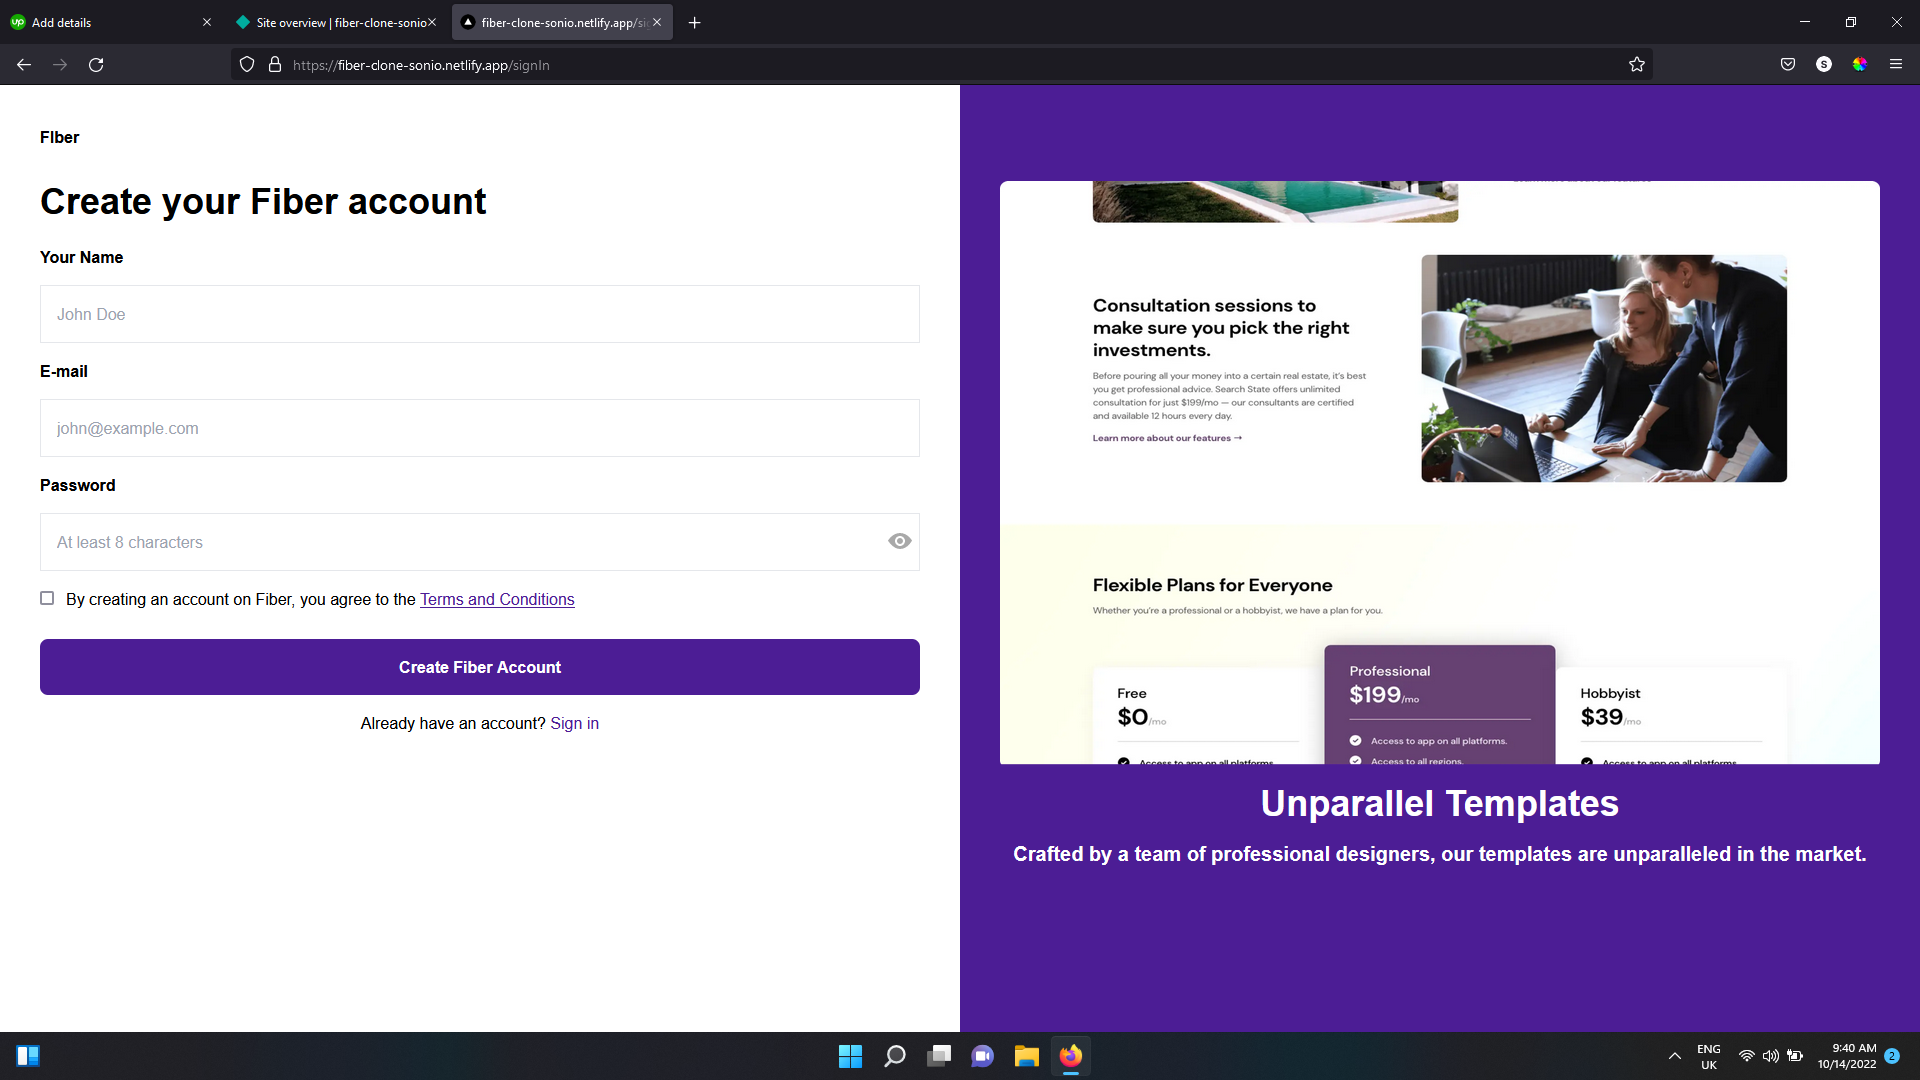 Add details
Site overview | fiber-clone-sonio
fiber-clone-sonio.netlify.app/si
https://fiber-clone-sonio.netlify.app/signIn
S
FIber
Create your Fiber account
Your Name
John Doe
E-mail
john@example.com
Password
At least 8 characters
By creating an account on Fiber, you agree to the Terms and Conditions
Create Fiber Account
Already have an account? Sign in
Consultation sessions to
make sure you pick the right
investments.
Before pouring all your money into a certain real estate, it's best
you get professional advice. Search State offers unlimited
consultation for just $199/mo — our consultants are certified
and available 12 hours every day.
Learn more about our features →
Flexible Plans for Everyone
Whether you're a professional or a hobbyist, we have a plan for you.
Free
$0/mo
Access to app on all platforms.
Professional
$199/mo
Access to app on all platforms.
Access to all regions.
Hobbyist
$39/mo
Access to app on all platforms.
Unparallel Templates
Crafted by a team of professional designers, our templates are unparalleled in the market.
ENG
UK
9:40 AM
10/14/2022
2